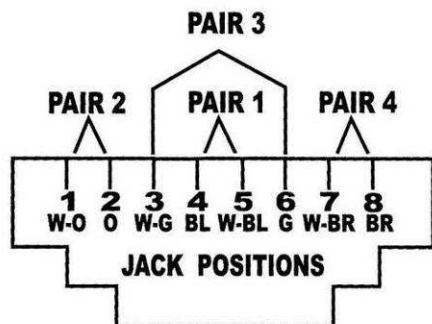 PAIR 3
PAIR 2 PAIR 1 PAIR 4
1 2 3 4 5 6 7 8
W-O O W-G BL W-BL G W-BR BR
JACK POSITIONS